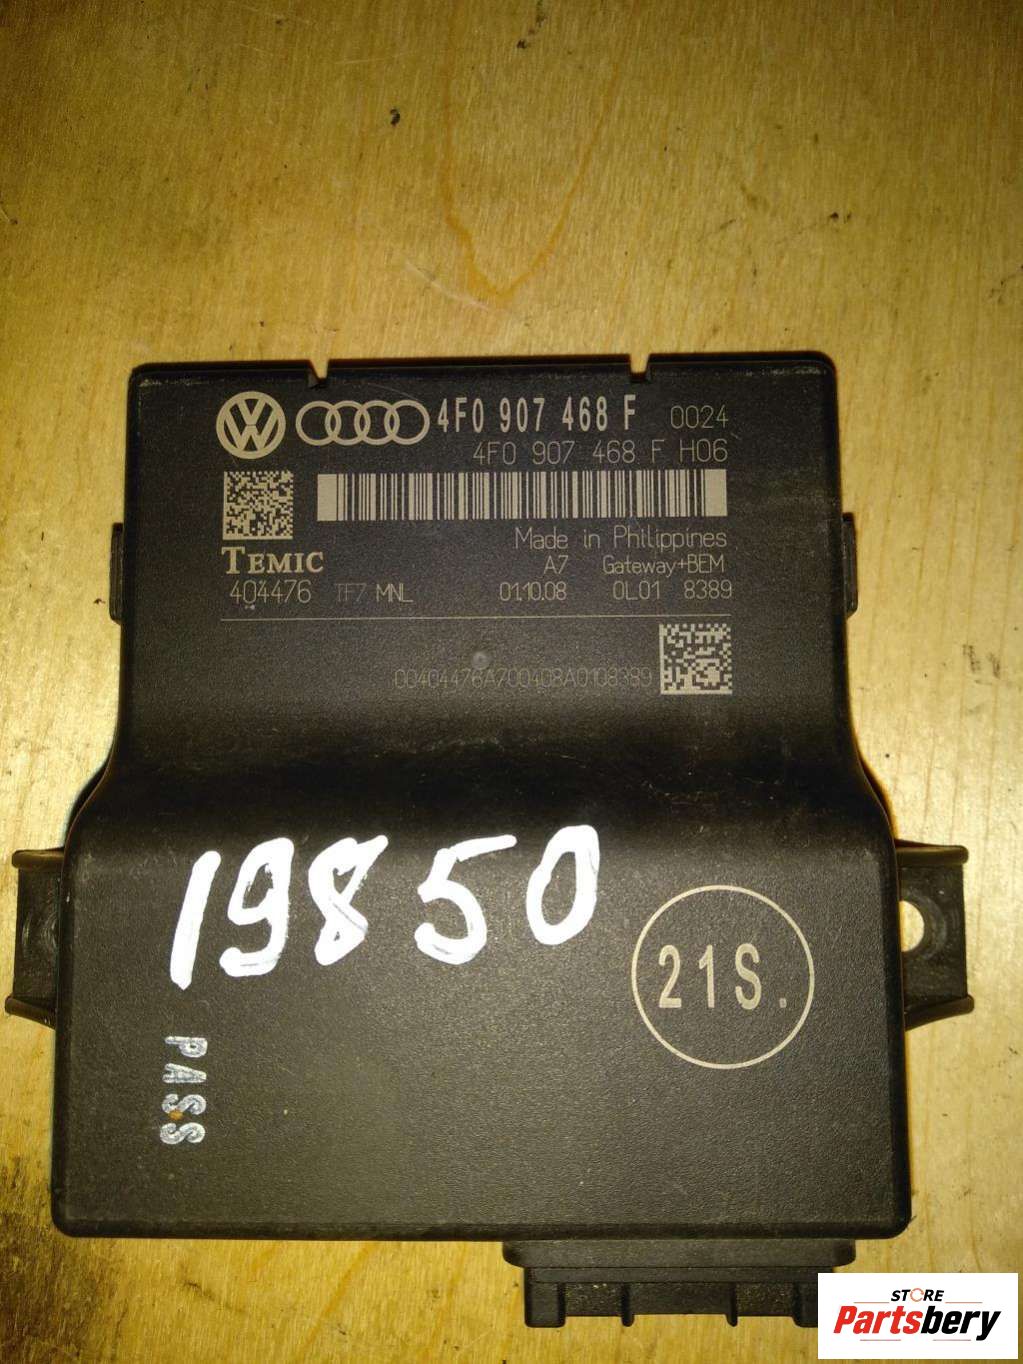 4F0 907 468 F 0024
4F0 907 468 F H06
Made in Philippines
TEMIC A7 Gateway+BEM
404476 TF7 MNL 01.10.08 0L01 8389
00404476A700408A0108389
19850
21S.
PASS
STORE
Partsbery